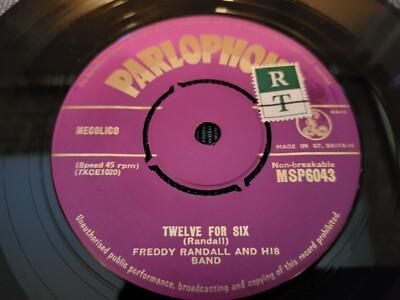 PARLOPHONE
R
T
MECOLICO
(Speed 45 rpm)
(7XCE1020)
MADE IN GT. BRITAIN
Non-breakable
MSP6043
TWELVE FOR SIX
(Randall)
FREDDY RANDALL AND HIS
BAND
Unauthorised public performance, broadcasting and copying of this record prohibited